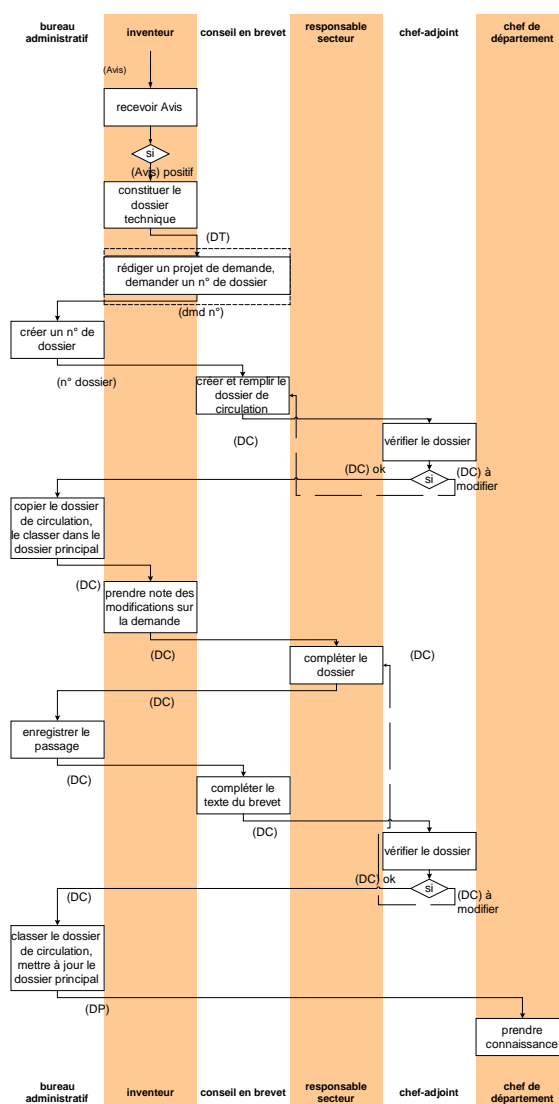 bureau
administratif
inventeur
conseil en brevet
responsable
secteur
chef-adjoint
chef de
département
(Avis)
recevoir Avis
si
(Avis) positif
constituer le
dossier
technique
(DT)
rédiger un projet de demande,
demander un n° de dossier
(dmd n°)
créer un n° de
dossier
(n° dossier)
créer et remplir le
dossier de
circulation
(DC)
vérifier le dossier
(DC) ok
si
(DC) à
modifier
copier le dossier
de circulation,
le classer dans le
dossier principal
(DC)
prendre note des
modifications sur
la demande
(DC)
compléter le
dossier
(DC)
(DC)
enregistrer le
passage
(DC)
compléter le
texte du brevet
(DC)
vérifier le dossier
(DC) ok
si
(DC) à
modifier
(DC)
classer le dossier
de circulation,
mettre à jour le
dossier principal
(DP)
prendre
connaissance
bureau
administratif
inventeur
conseil en brevet
responsable
secteur
chef-adjoint
chef de
département